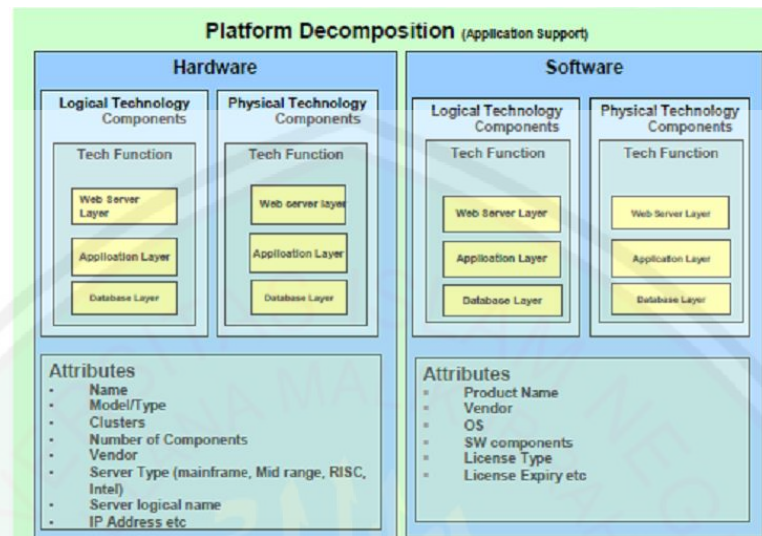 Platform Decomposition (Application Support)
Hardware
Logical Technology
Components
Tech Function
Web Server
Layer
Application Layer
Database Layer
Physical Technology
Components
Tech Function
Web server layer
Application Layer
Database Layer
Attributes
• Name
• Model/Type
• Clusters
• Number of Components
• Vendor
• Server Type (mainframe, Mid range, RISC,
Intel)
• Server logical name
• IP Address etc
Software
Logical Technology
Components
Tech Function
Web Server Layer
Application Layer
Database Layer
Physical Technology
Components
Tech Function
Web Server Layer
Application Layer
Database Layer
Attributes
▪ Product Name
▪ Vendor
▪ OS
▪ SW components
▪ License Type
▪ License Expiry etc